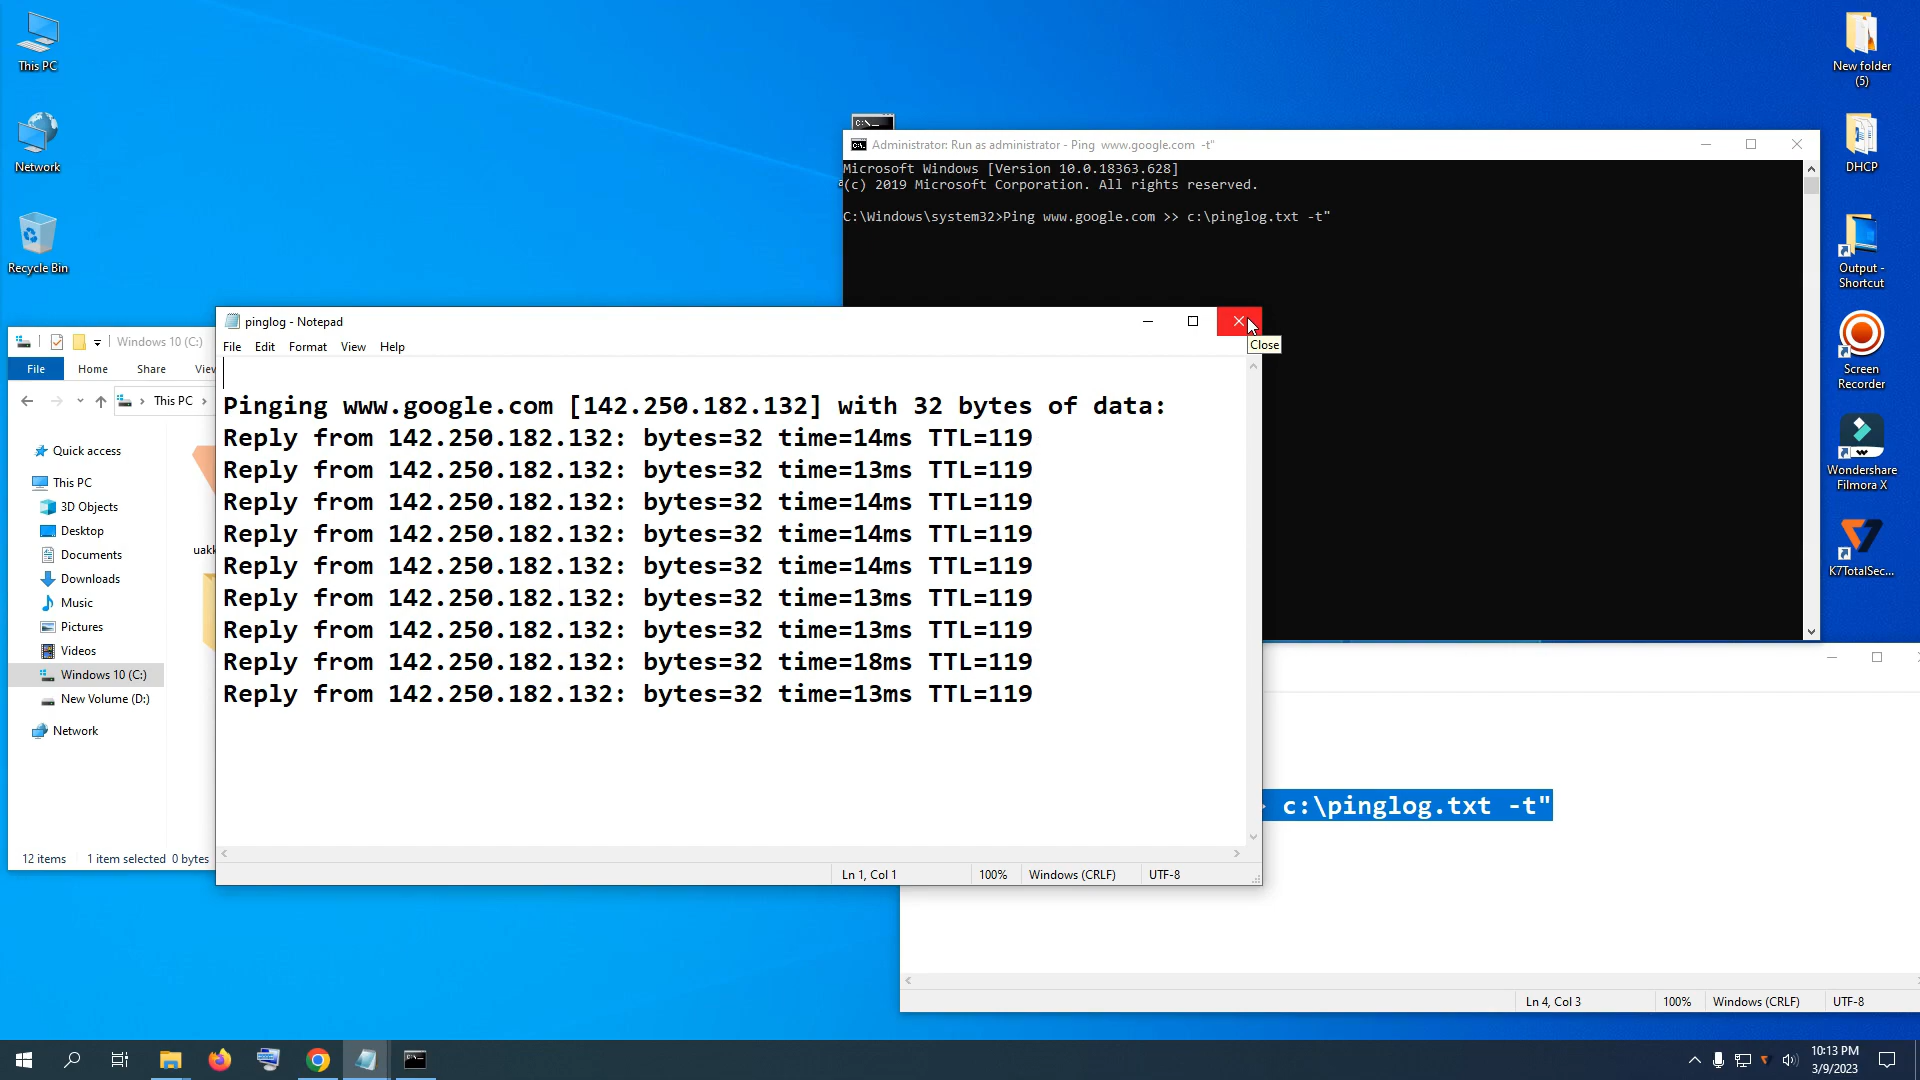 This PC
Network
Recycle Bin
New folder
(5)
DHCP
Output -
Shortcut
Screen
Recorder
Wondershare
Filmora X
K7TotalSec...
C:\._
Administrator: Run as administrator - Ping www.google.com -t"
Microsoft Windows [Version 10.0.18363.628]
(c) 2019 Microsoft Corporation. All rights reserved.
C:\Windows\system32>Ping www.google.com >> c:\pinglog.txt -t"
pinglog - Notepad
Close
File Edit Format View Help
Pinging www.google.com [142.250.182.132] with 32 bytes of data:
Reply from 142.250.182.132: bytes=32 time=14ms TTL=119
Reply from 142.250.182.132: bytes=32 time=13ms TTL=119
Reply from 142.250.182.132: bytes=32 time=14ms TTL=119
Reply from 142.250.182.132: bytes=32 time=14ms TTL=119
Reply from 142.250.182.132: bytes=32 time=14ms TTL=119
Reply from 142.250.182.132: bytes=32 time=13ms TTL=119
Reply from 142.250.182.132: bytes=32 time=13ms TTL=119
Reply from 142.250.182.132: bytes=32 time=18ms TTL=119
Reply from 142.250.182.132: bytes=32 time=13ms TTL=119
Ln 1, Col 1 100% Windows (CRLF) UTF-8
Windows 10 (C:)
File Home Share
This PC
Quick access
This PC
3D Objects
Desktop
Documents
Downloads
Music
Pictures
Videos
Windows 10 (C:)
New Volume (D:)
Network
12 items 1 item selected 0 bytes
c:\pinglog.txt -t"
Ln 4, Col 3 100% Windows (CRLF) UTF-8
10:13 PM
3/9/2023